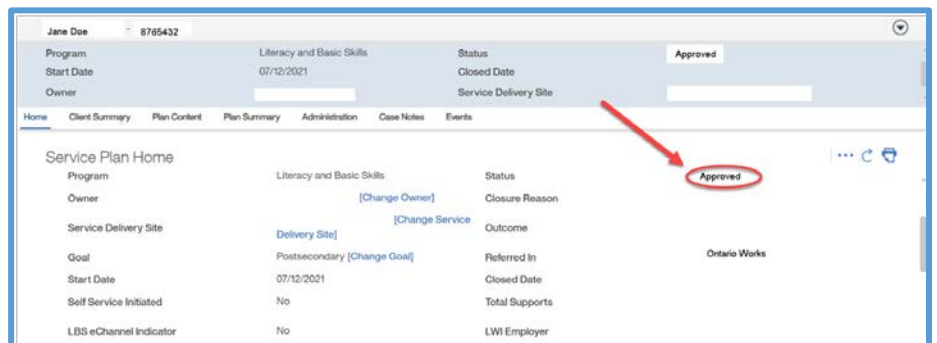 Jane Doe - 8765432
Program Literacy and Basic Skills Status Approved
Start Date 07/12/2021 Closed Date
Owner Service Delivery Site
Home Client Summary Plan Content Plan Summary Administration Case Notes Events
Service Plan Home
Program Literacy and Basic Skills Status Approved
Owner [Change Owner] Closure Reason
Service Delivery Site [Change Service Delivery Site] Outcome
Goal Postsecondary [Change Goal] Referred In Ontario Works
Start Date 07/12/2021 Closed Date
Self Service Initiated No Total Supports
LBS eChannel Indicator No LWI Employer